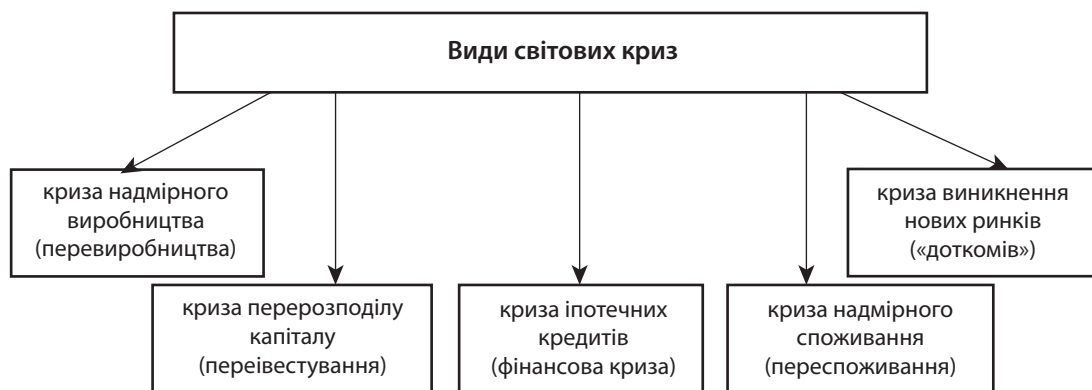 Види світових криз
криза надмірного
виробництва
(перевиробництва)
криза виникнення
нових ринків
(«доткомів»)
криза перерозподілу
капіталу
(переівестування)
криза іпотечних
кредитів
(фінансова криза)
криза надмірного
споживання
(переспоживання)